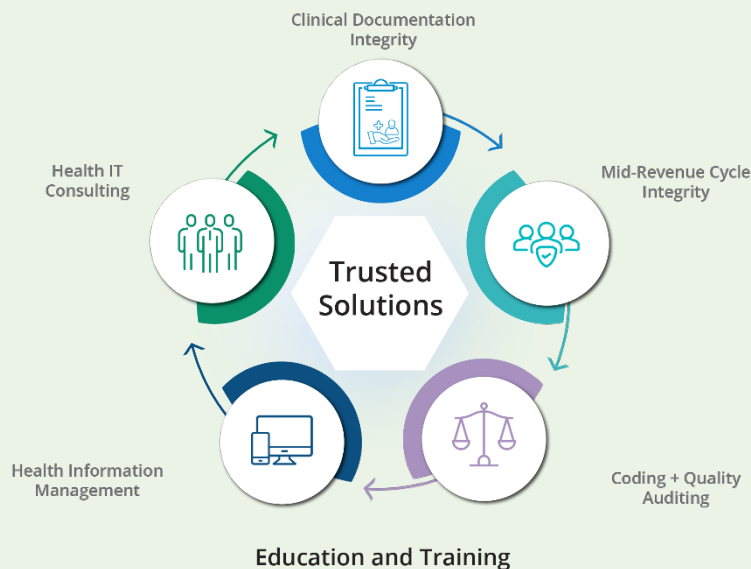 Clinical Documentation
Integrity
Health IT
Consulting
Mid-Revenue Cycle
Integrity
Trusted
Solutions
Health Information
Management
Coding + Quality
Auditing
Education and Training